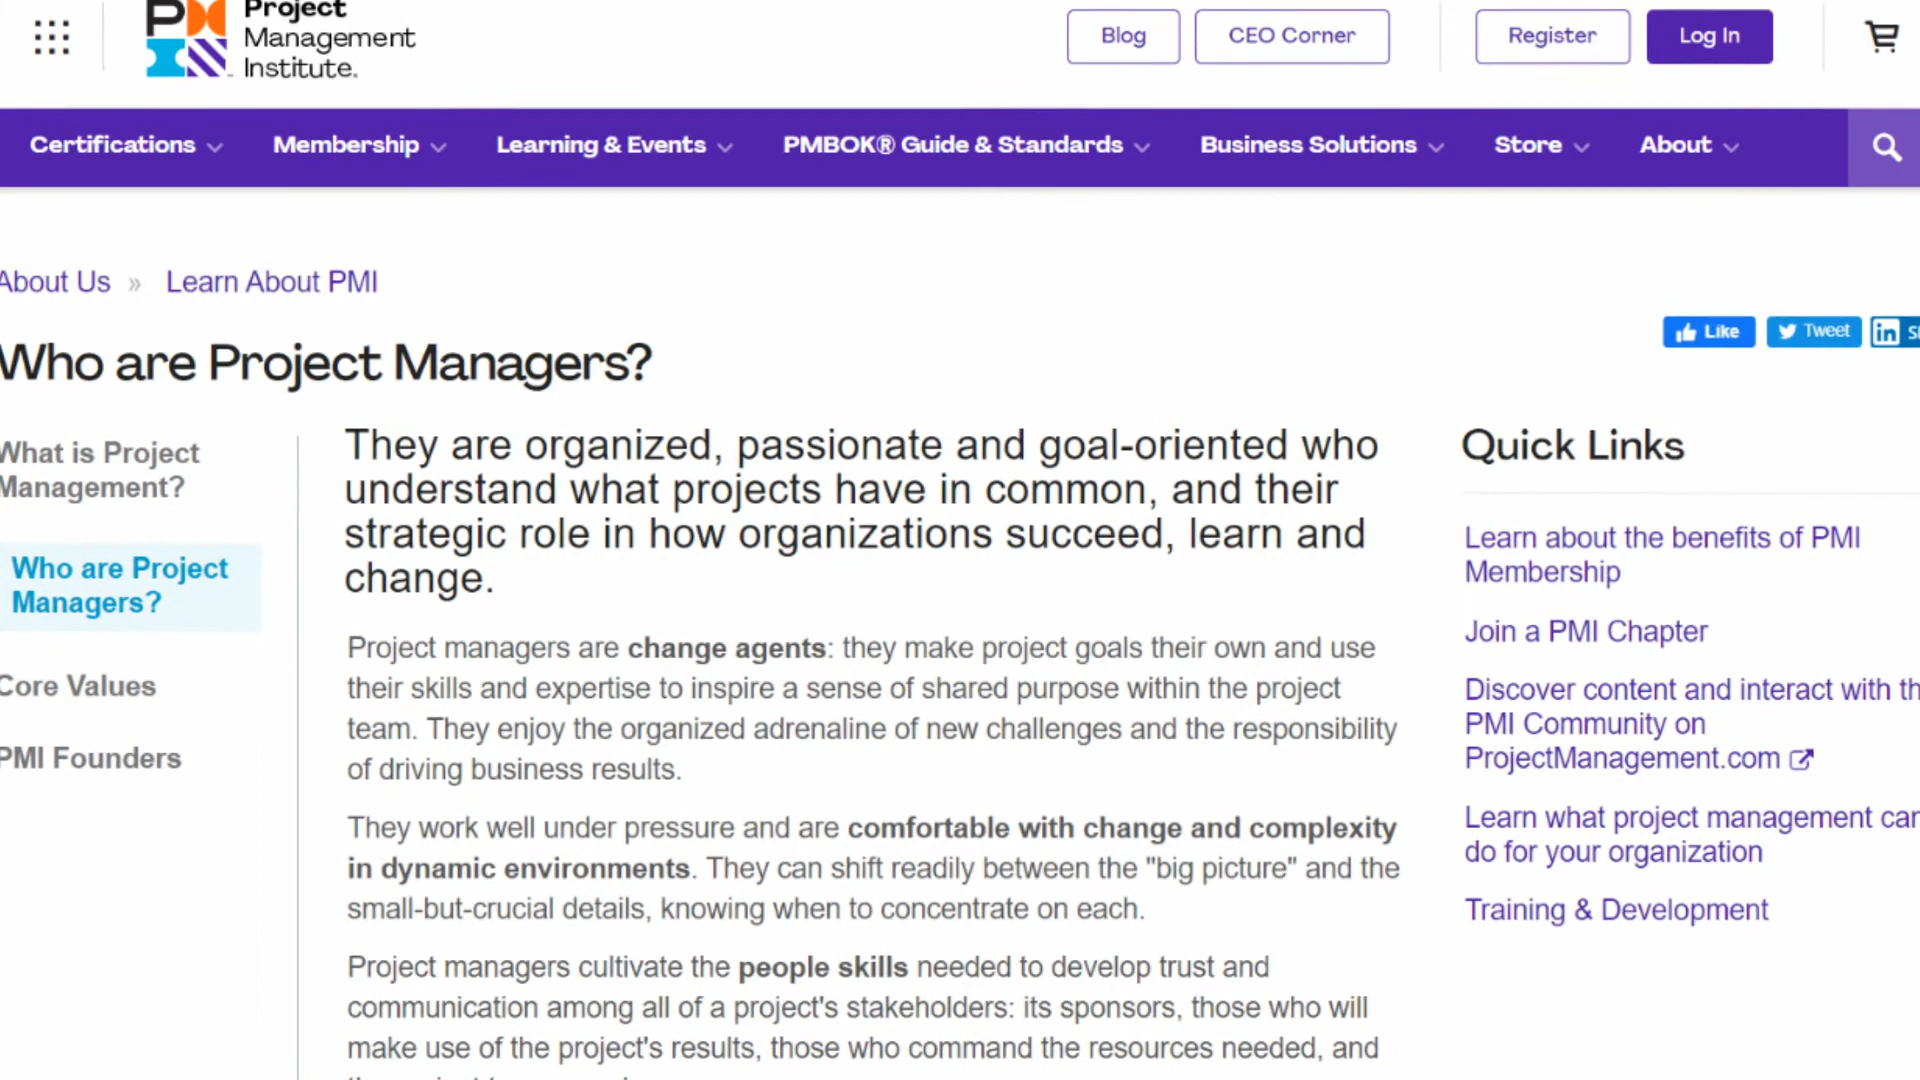 Project
Management
Institute.
Blog
CEO Corner
Register
Log In
Certifications
Membership
Learning & Events
PMBOK® Guide & Standards
Business Solutions
Store
About
About Us » Learn About PMI
Like
Tweet
in
Who are Project Managers?
What is Project
Management?
Who are Project
Managers?
Core Values
PMI Founders
They are organized, passionate and goal-oriented who
understand what projects have in common, and their
strategic role in how organizations succeed, learn and
change.
Project managers are change agents: they make project goals their own and use
their skills and expertise to inspire a sense of shared purpose within the project
team. They enjoy the organized adrenaline of new challenges and the responsibility
of driving business results.
They work well under pressure and are comfortable with change and complexity
in dynamic environments. They can shift readily between the "big picture" and the
small-but-crucial details, knowing when to concentrate on each.
Project managers cultivate the people skills needed to develop trust and
communication among all of a project's stakeholders: its sponsors, those who will
make use of the project's results, those who command the resources needed, and
Quick Links
Learn about the benefits of PMI
Membership
Join a PMI Chapter
Discover content and interact with th
PMI Community on
ProjectManagement.com
Learn what project management can
do for your organization
Training & Development